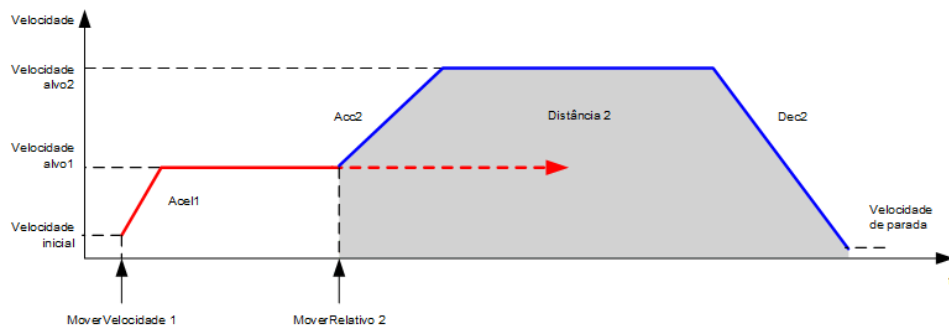 Velocidade
Velocidade
alvo2
Acc2
Distância 2
Dec2
Velocidade
alvo1
Acel1
Velocidade
inicial
Velocidade
de parada
MoverVelocidade 1
MoverRelativo 2